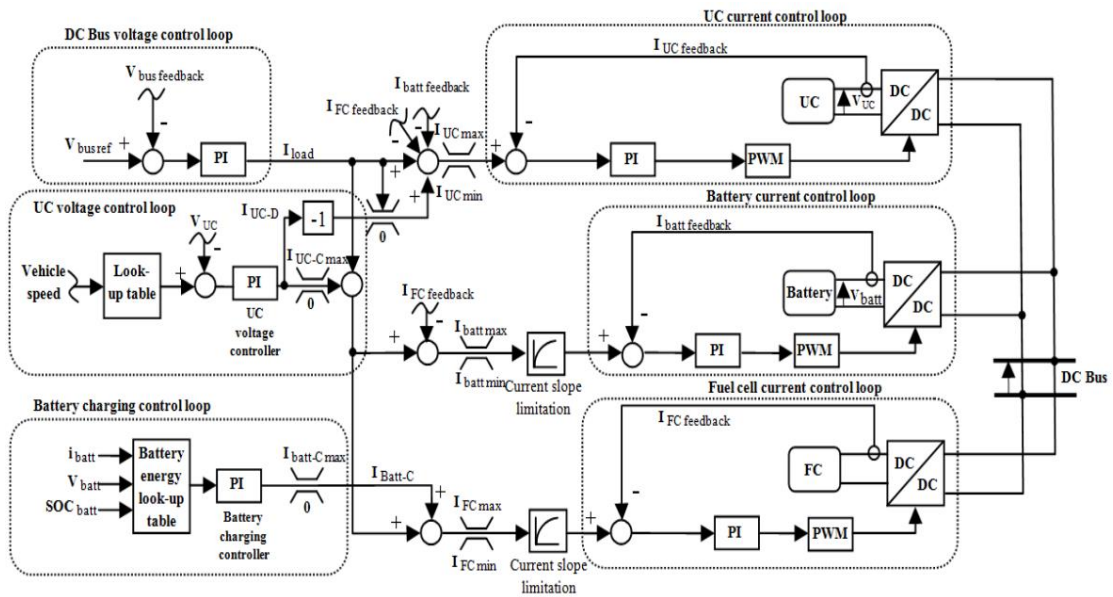 DC Bus voltage control loop
V bus feedback
-
V bus ref
+
PI
I load
I FC feedback
I batt feedback
-
-
+
+
I UC max
I UC min
UC current control loop
I UC feedback
+
-
PI
PWM
UC
V UC
DC
DC
UC voltage control loop
Vehicle speed
Look-up table
V UC
+
-
PI
UC voltage controller
I UC-D
-1
I UC-C max
0
0
I FC feedback
+
-
I batt max
I batt min
Current slope limitation
Battery current control loop
I batt feedback
+
-
PI
PWM
Battery
V batt
DC
DC
DC Bus
Battery charging control loop
i batt
V batt
SOC batt
Battery energy look-up table
PI
Battery charging controller
I batt-C max
0
I Batt-C
+
+
I FC max
I FC min
Current slope limitation
Fuel cell current control loop
I FC feedback
+
-
PI
PWM
FC
DC
DC